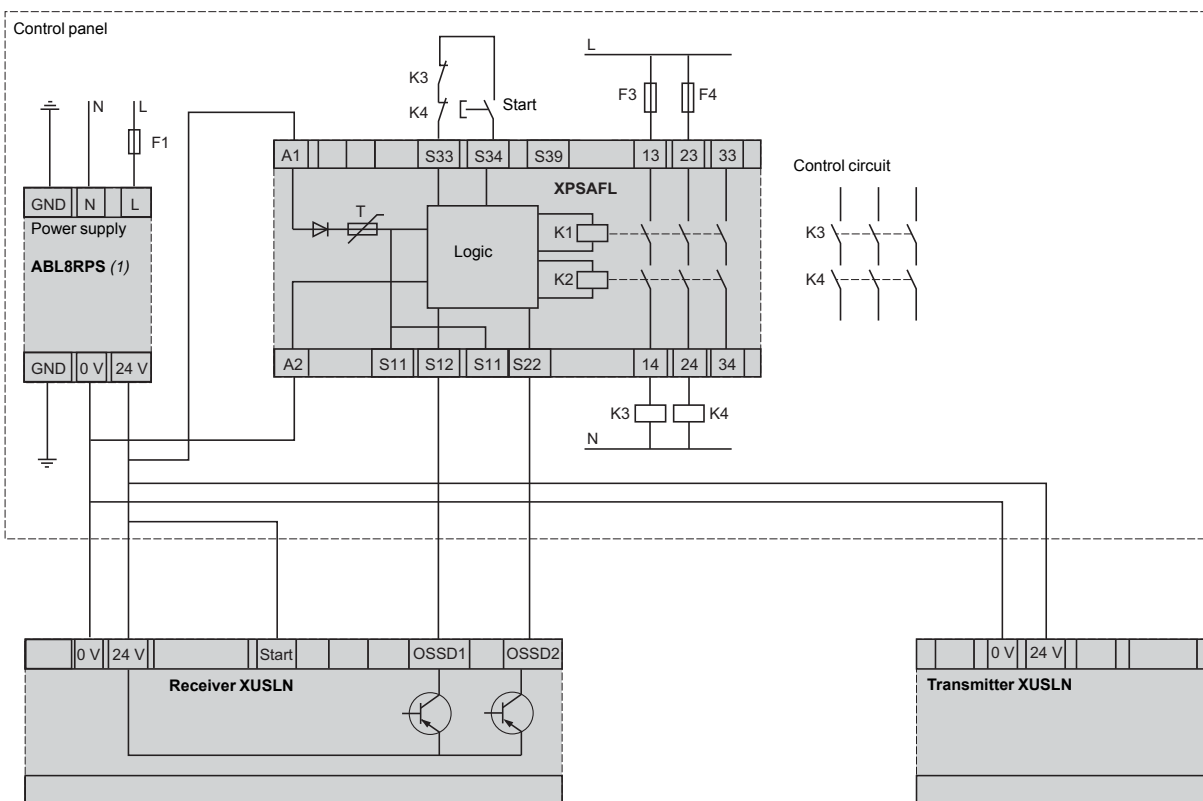 Control panel
L
K3
K4
Start
F3
F4
N
L
F1
A1
S33
S34
S39
13
23
33
Control circuit
XPSAFL
GND
N
L
Power supply
ABL8RPS (1)
T
Logic
K1
K2
K3
K4
GND
0 V
24 V
A2
S11
S12
S11
S22
14
24
34
K3
K4
N
0 V
24 V
Start
OSSD1
OSSD2
Receiver XUSLN
0 V
24 V
Transmitter XUSLN